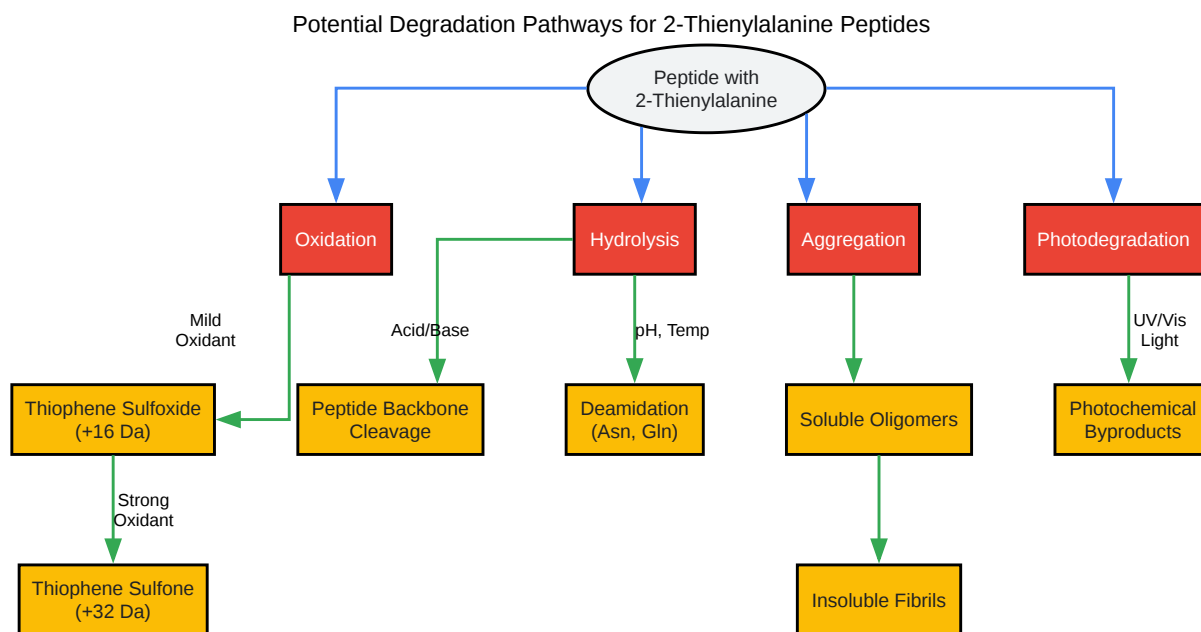 Potential Degradation Pathways for 2-Thienylalanine Peptides
Peptide with
2-Thienylalanine
Oxidation
Hydrolysis
Aggregation
Photodegradation
Mild
Oxidant
Acid/Base
pH, Temp
UV/Vis
Light
Thiophene Sulfoxide
(+16 Da)
Peptide Backbone
Cleavage
Deamidation
(Asn, Gln)
Soluble Oligomers
Photochemical
Byproducts
Strong
Oxidant
Thiophene Sulfone
(+32 Da)
Insoluble Fibrils